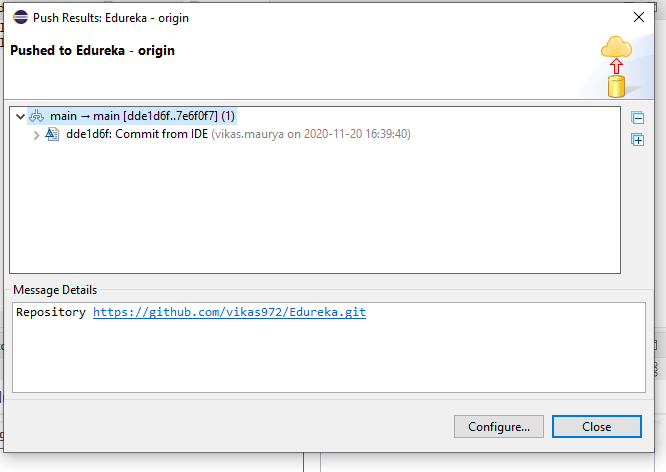 Push Results: Edureka - origin
Pushed to Edureka - origin
main → main [dde1d6f..7e6f0f7] (1)
dde1d6f: Commit from IDE (vikas.maurya on 2020-11-20 16:39:40)
Message Details
Repository https://github.com/vikas972/Edureka.git
Configure...
Close